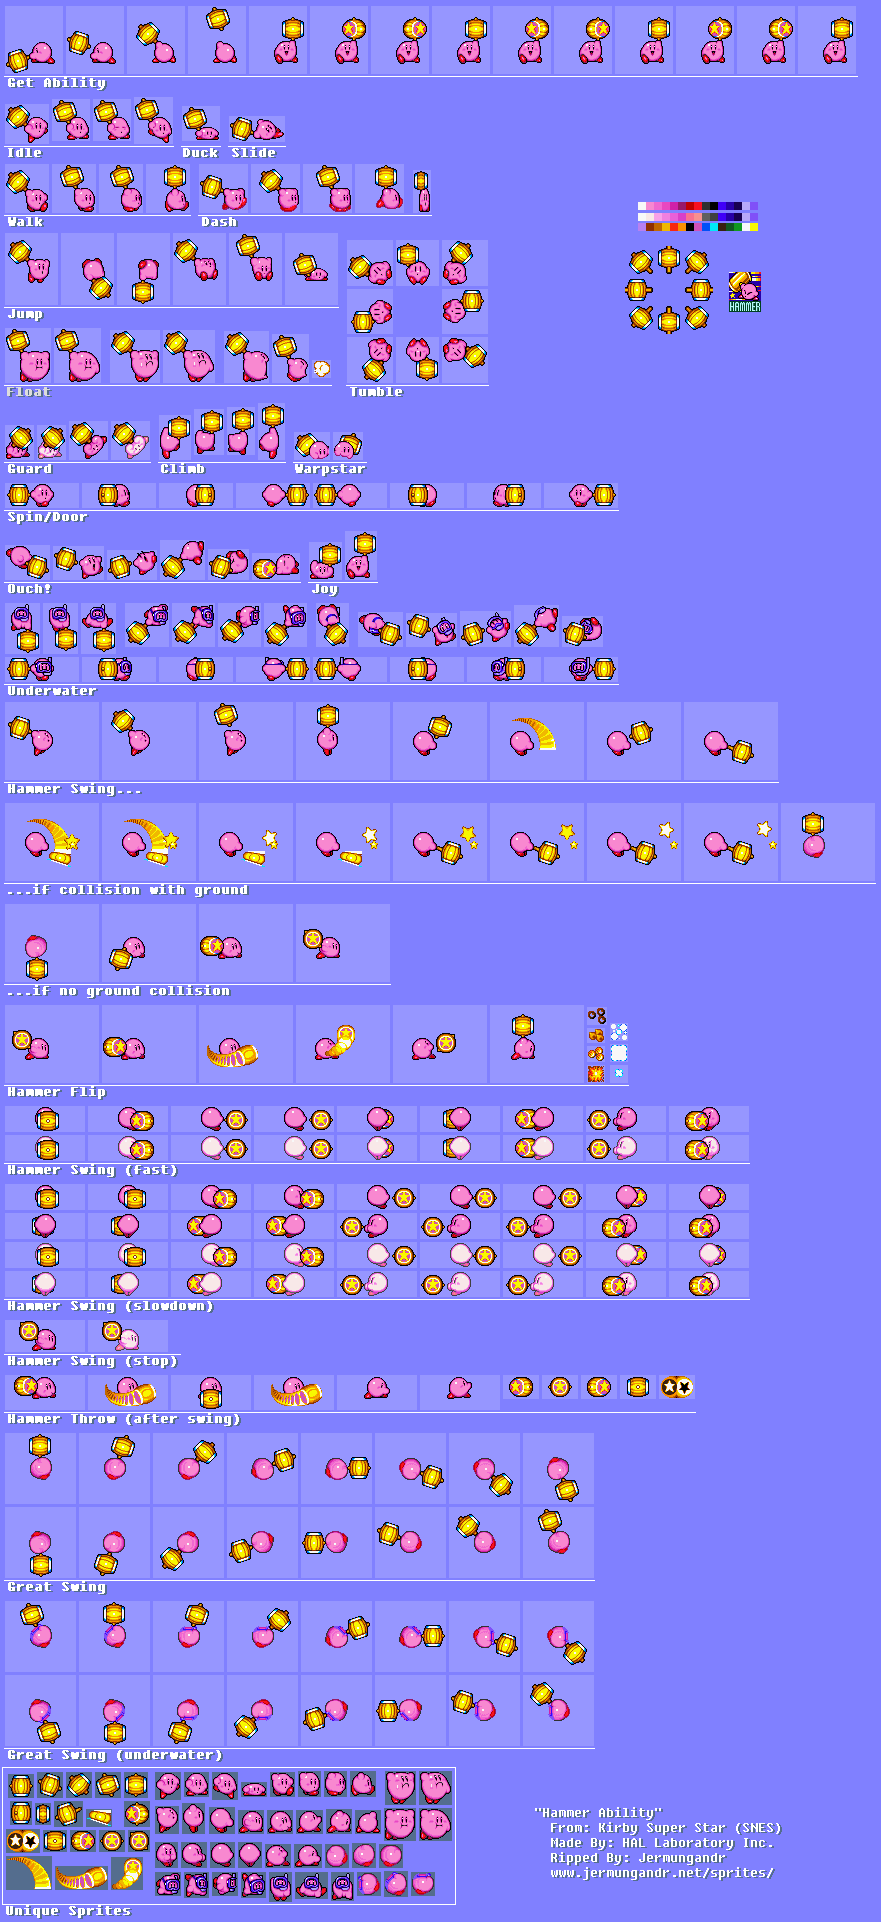 Get Ability
Idle
Duck
Slide
Walk
Dash
Jump
HAMMER
Float
Tumble
Guard
Climb
Warpstar
Spin/Door
Ouch!
Joy
Underwater
Hammer Swing...
...if collision with ground
...if no ground collision
Hammer Flip
Hammer Swing (fast)
Hammer Swing (slowdown)
Hammer Swing (stop)
Hammer Throw (after swing)
Great Swing
Great Swing (underwater)
"Hammer Ability"
From: Kirby Super Star (SNES)
Made By: HAL Laboratory Inc.
Ripped By: Jermungandr
www.jermungandr.net/sprites/
Unique Sprites